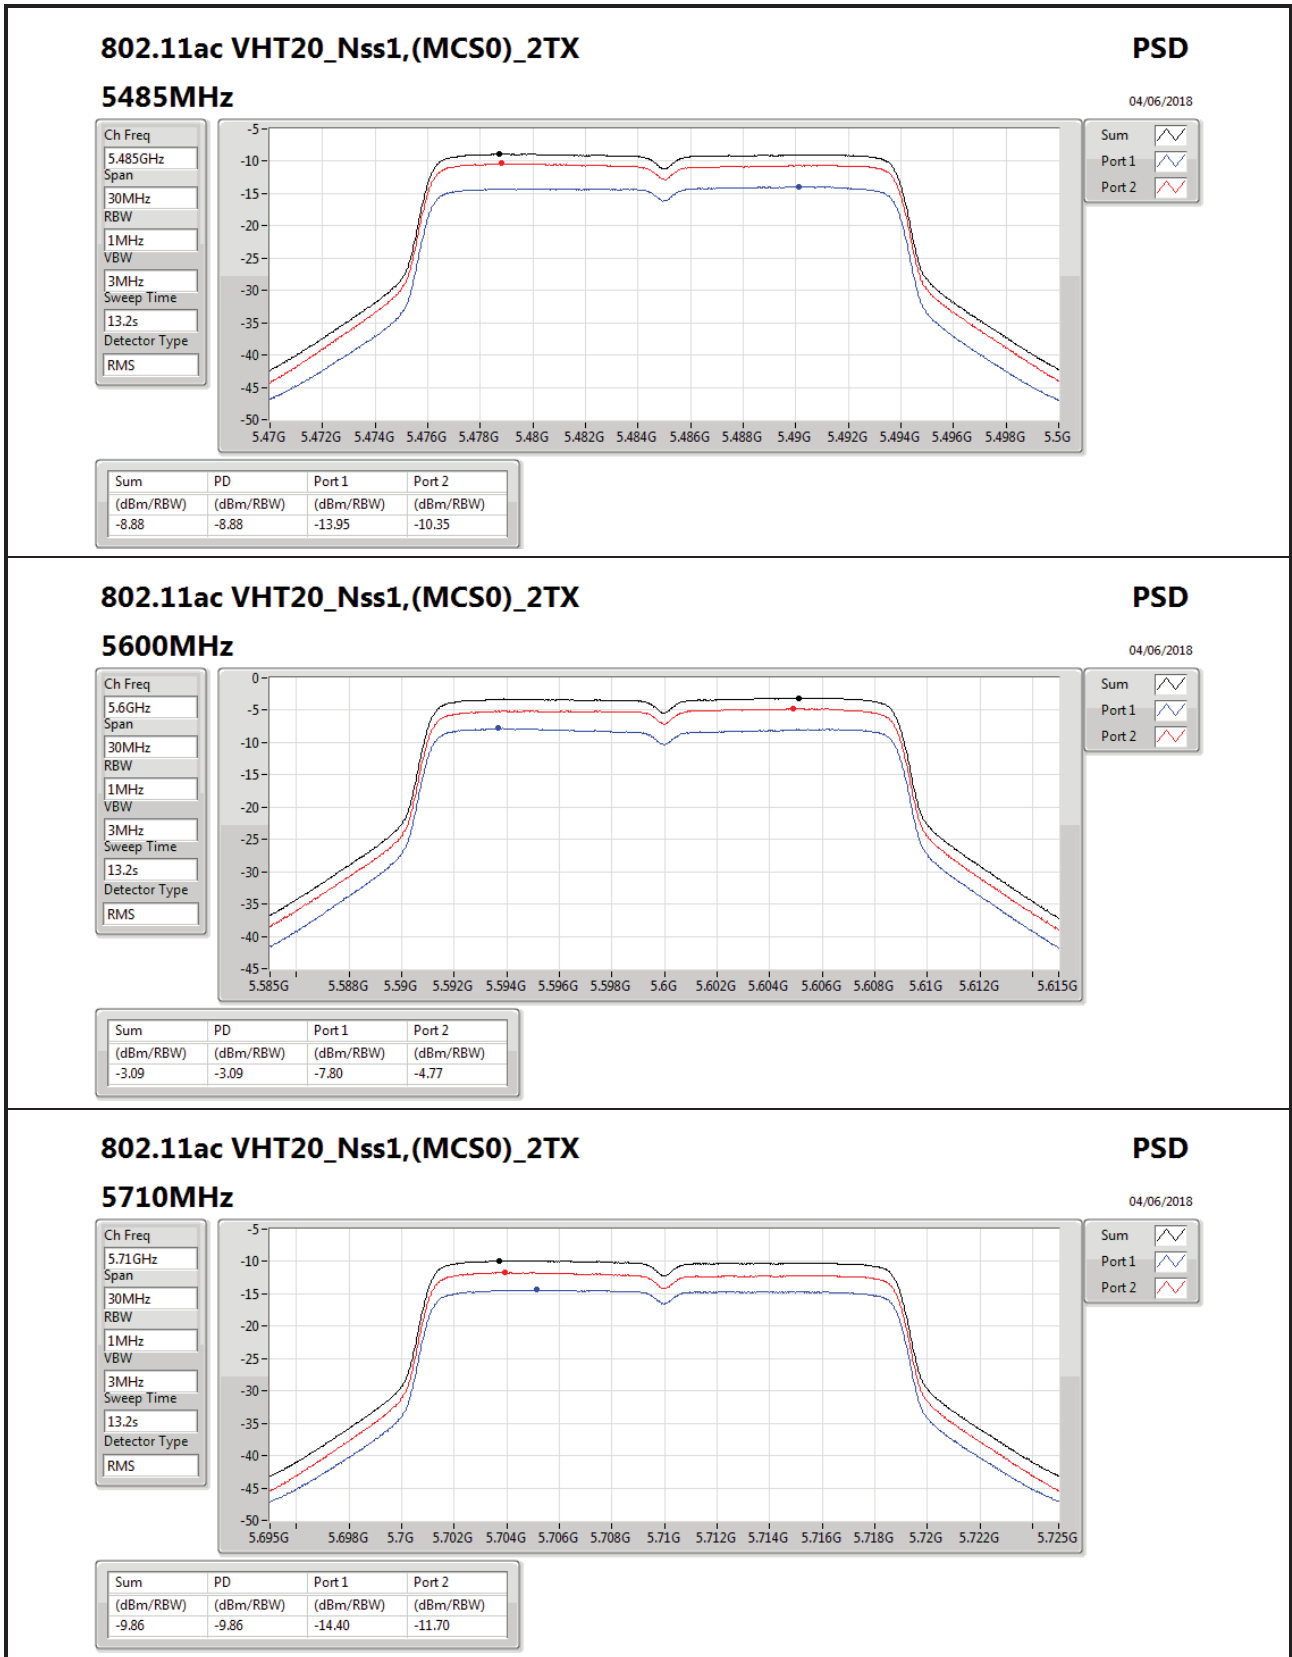 802.11ac VHT20_Nss1,(MCS0)_2TX PSD
5485MHz 04/06/2018
Ch Freq
5.485GHz
Span
30MHz
RBW
1MHz
VBW
3MHz
Sweep Time
13.2s
Detector Type
RMS
-5
-10
-15
-20
-25
-30
-35
-40
-45
-50
5.47G 5.472G 5.474G 5.476G 5.478G 5.48G 5.482G 5.484G 5.486G 5.488G 5.49G 5.492G 5.494G 5.496G 5.498G 5.5G
Sum
Port 1
Port 2
Sum PD Port 1 Port 2
(dBm/RBW) (dBm/RBW) (dBm/RBW) (dBm/RBW)
-8.88 -8.88 -13.95 -10.35
802.11ac VHT20_Nss1,(MCS0)_2TX PSD
5600MHz 04/06/2018
Ch Freq
5.6GHz
Span
30MHz
RBW
1MHz
VBW
3MHz
Sweep Time
13.2s
Detector Type
RMS
0
-5
-10
-15
-20
-25
-30
-35
-40
-45
5.585G 5.588G 5.59G 5.592G 5.594G 5.596G 5.598G 5.6G 5.602G 5.604G 5.606G 5.608G 5.61G 5.612G 5.615G
Sum
Port 1
Port 2
Sum PD Port 1 Port 2
(dBm/RBW) (dBm/RBW) (dBm/RBW) (dBm/RBW)
-3.09 -3.09 -7.80 -4.77
802.11ac VHT20_Nss1,(MCS0)_2TX PSD
5710MHz 04/06/2018
Ch Freq
5.71GHz
Span
30MHz
RBW
1MHz
VBW
3MHz
Sweep Time
13.2s
Detector Type
RMS
-5
-10
-15
-20
-25
-30
-35
-40
-45
-50
5.695G 5.698G 5.7G 5.702G 5.704G 5.706G 5.708G 5.71G 5.712G 5.714G 5.716G 5.718G 5.72G 5.722G 5.725G
Sum
Port 1
Port 2
Sum PD Port 1 Port 2
(dBm/RBW) (dBm/RBW) (dBm/RBW) (dBm/RBW)
-9.86 -9.86 -14.40 -11.70